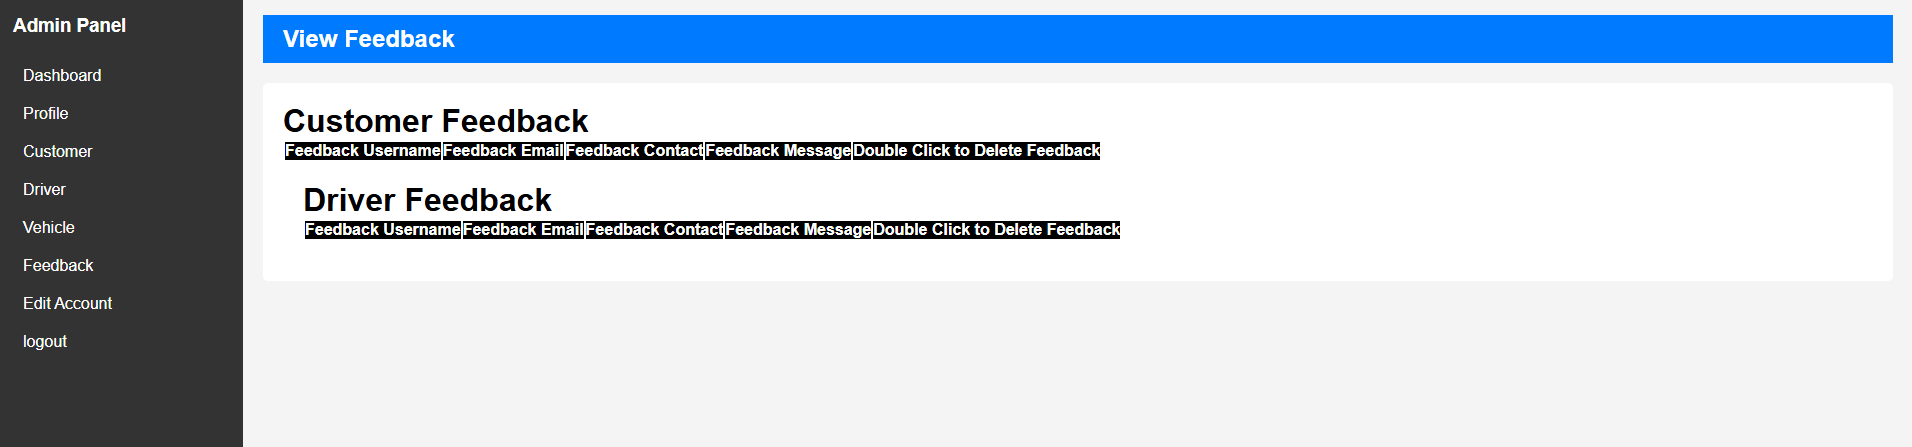 Admin Panel
Dashboard
Profile
Customer
Driver
Vehicle
Feedback
Edit Account
logout
View Feedback
Customer Feedback
Feedback Username Feedback Email Feedback Contact Feedback Message Double Click to Delete Feedback
Driver Feedback
Feedback Username Feedback Email Feedback Contact Feedback Message Double Click to Delete Feedback